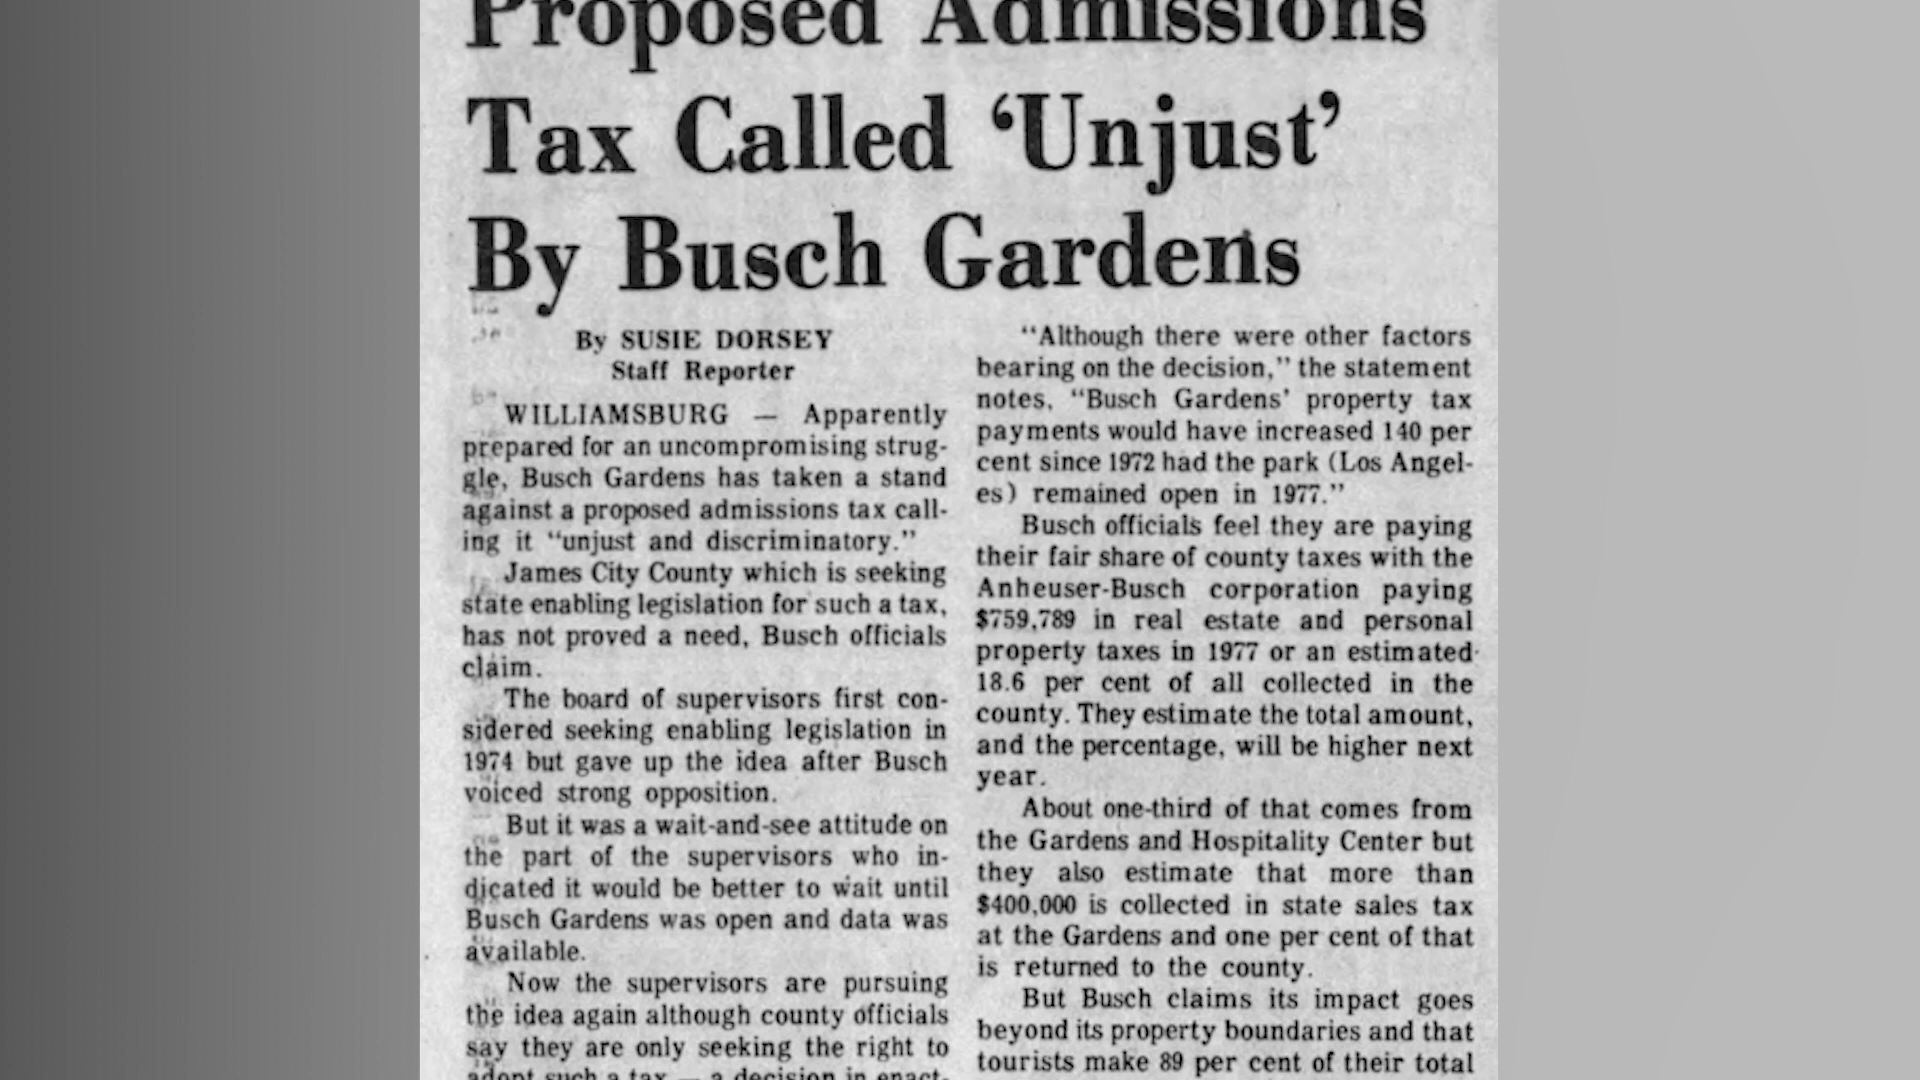 Proposed Admissions
Tax Called ‘Unjust’
By Busch Gardens
By SUSIE DORSEY
Staff Reporter
WILLIAMSBURG — Apparently
prepared for an uncompromising strug-
gle, Busch Gardens has taken a stand
against a proposed admissions tax call-
ing it “unjust and discriminatory.”
James City County which is seeking
state enabling legislation for such a tax,
has not proved a need, Busch officials
claim.
The board of supervisors first con-
sidered seeking enabling legislation in
1974 but gave up the idea after Busch
voiced strong opposition.
But it was a wait-and-see attitude on
the part of the supervisors who in-
dicated it would be better to wait until
Busch Gardens was open and data was
available.
Now the supervisors are pursuing
the idea again although county officials
say they are only seeking the right to
adopt such a tax — a decision in enact-
“Although there were other factors
bearing on the decision,” the statement
notes, “Busch Gardens’ property tax
payments would have increased 140 per
cent since 1972 had the park (Los Angel-
es) remained open in 1977.”
Busch officials feel they are paying
their fair share of county taxes with the
Anheuser-Busch corporation paying
$759,789 in real estate and personal
property taxes in 1977 or an estimated
18.6 per cent of all collected in the
county. They estimate the total amount,
and the percentage, will be higher next
year.
About one-third of that comes from
the Gardens and Hospitality Center but
they also estimate that more than
$400,000 is collected in state sales tax
at the Gardens and one per cent of that
is returned to the county.
But Busch claims its impact goes
beyond its property boundaries and that
tourists make 89 per cent of their total